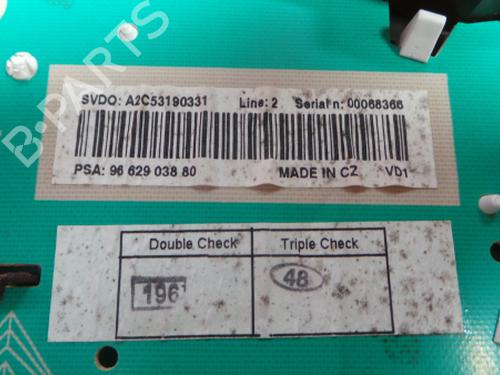 SVDO: A2C53190331 Line: 2 Serial n: 00068366
PSA: 96 629 038 80 MADE IN CZ V01
Double Check Triple Check
196 48
B-PARTS